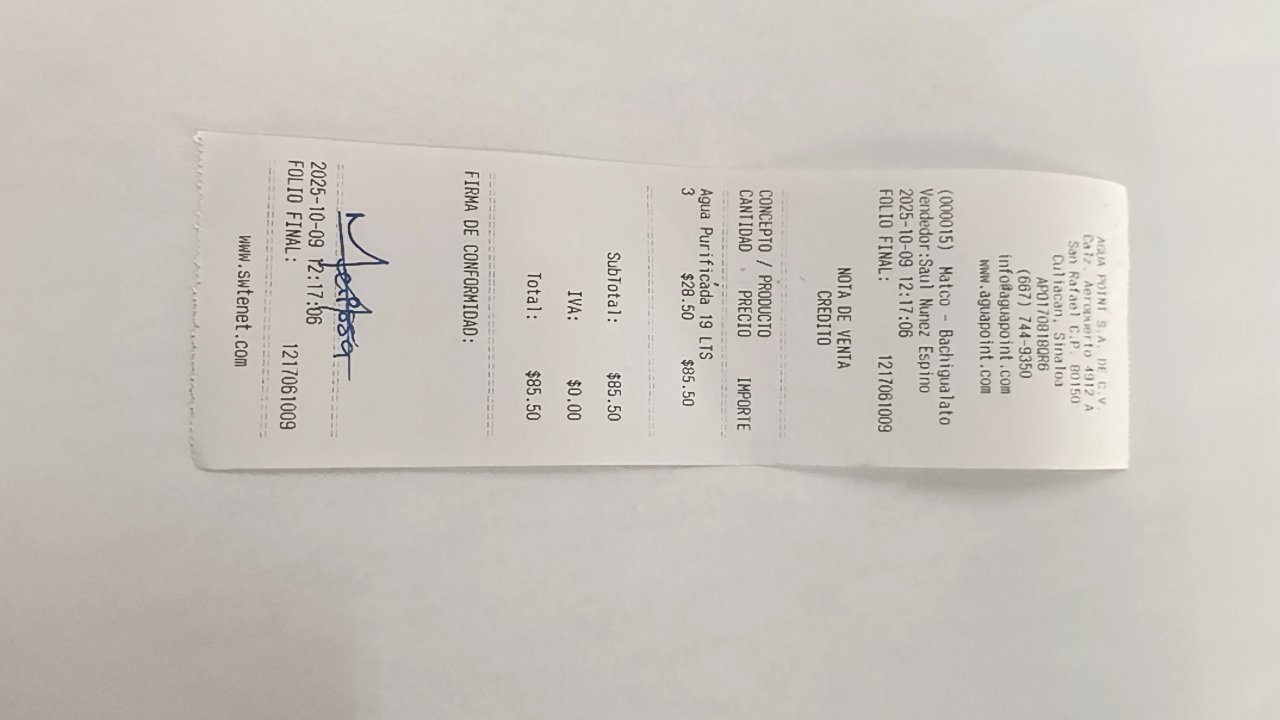 AGUA POINT S.A. DE C.V.
Calz. Aeropuerto 4912 A
San Rafael C.P. 80150
Culiacan, Sinaloa
APO170818QR6
(667) 744-9350
info@aguapoint.com
www.aguapoint.com
(000015) Matco - Bachigualato
Vendedor:Saul Nunez Espino
2025-10-09 12:17:06
FOLIO FINAL: 1217061009
NOTA DE VENTA
CREDITO
CONCEPTO / PRODUCTO
CANTIDAD PRECIO IMPORTE
Agua Purificada 19 LTS
3 $28.50 $85.50
SubTotal: $85.50
IVA: $0.00
Total: $85.50
FIRMA DE CONFORMIDAD:
2025-10-09 12:17:06
FOLIO FINAL: 1217061009
www.swtenet.com